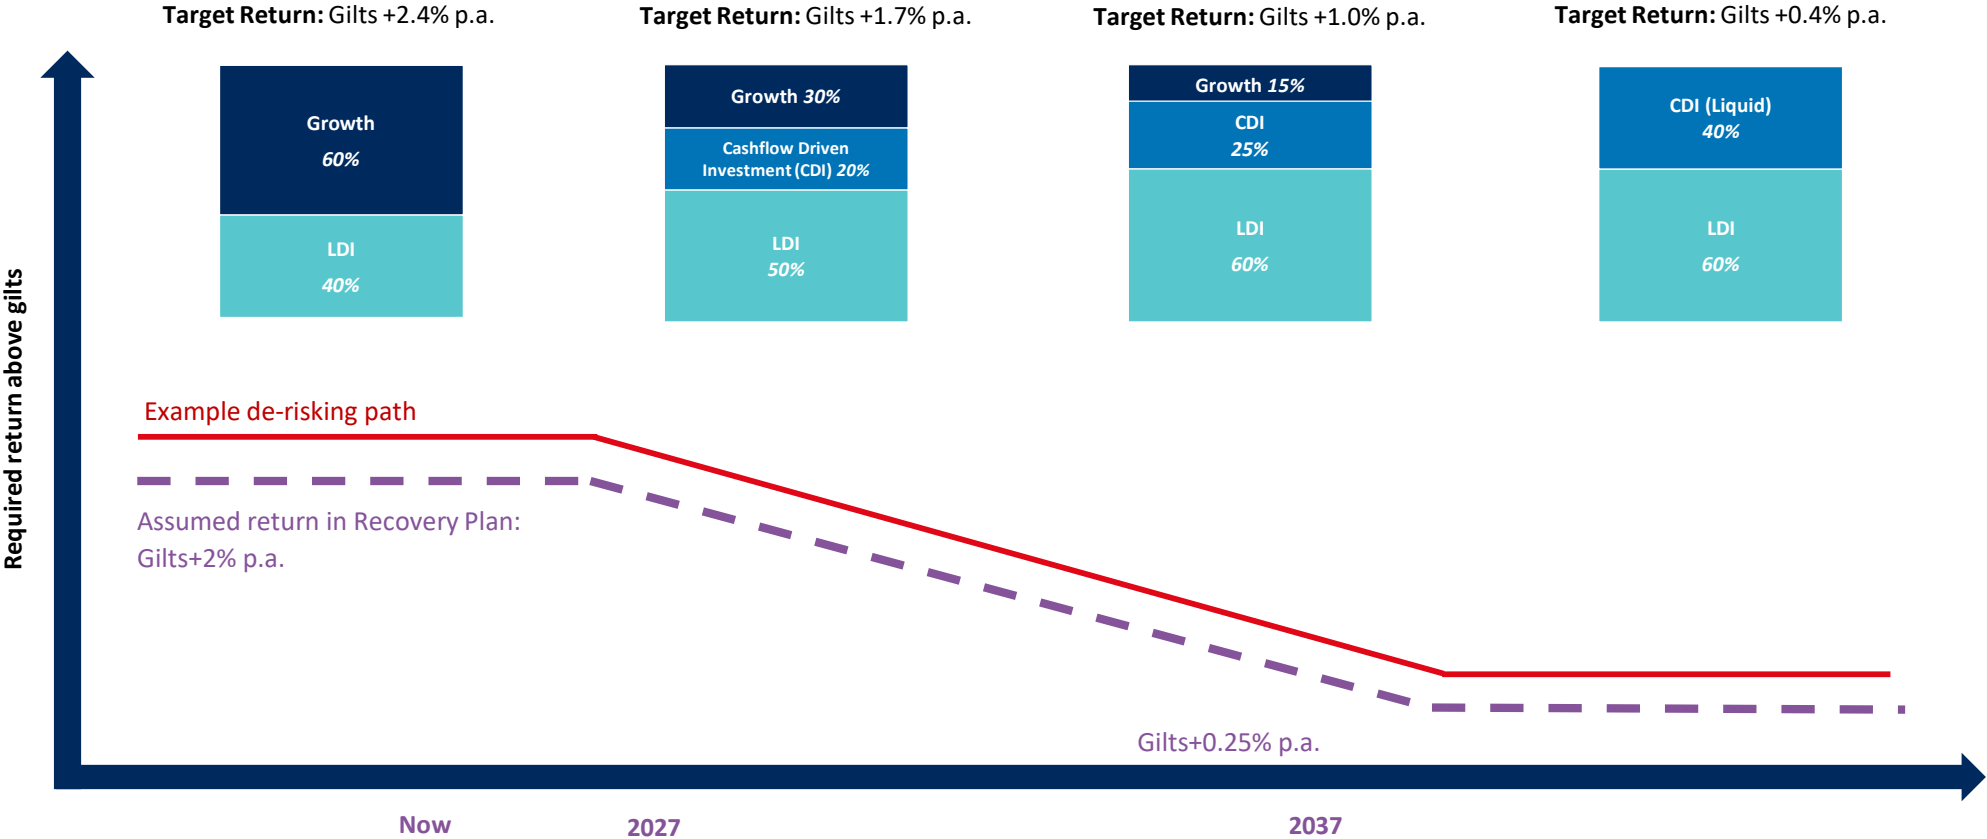 Target Return: Gilts +2.4% p.a.
Target Return: Gilts +1.7% p.a.
Target Return: Gilts +1.0% p.a.
Target Return: Gilts +0.4% p.a.
Growth
60%
LDI
40%
Growth 30%
Cashflow Driven
Investment (CDI) 20%
LDI
50%
Growth 15%
CDI
25%
LDI
60%
CDI (Liquid)
40%
LDI
60%
Required return above gilts
Example de-risking path
Assumed return in Recovery Plan:
Gilts+2% p.a.
Gilts+0.25% p.a.
Now
2027
2037